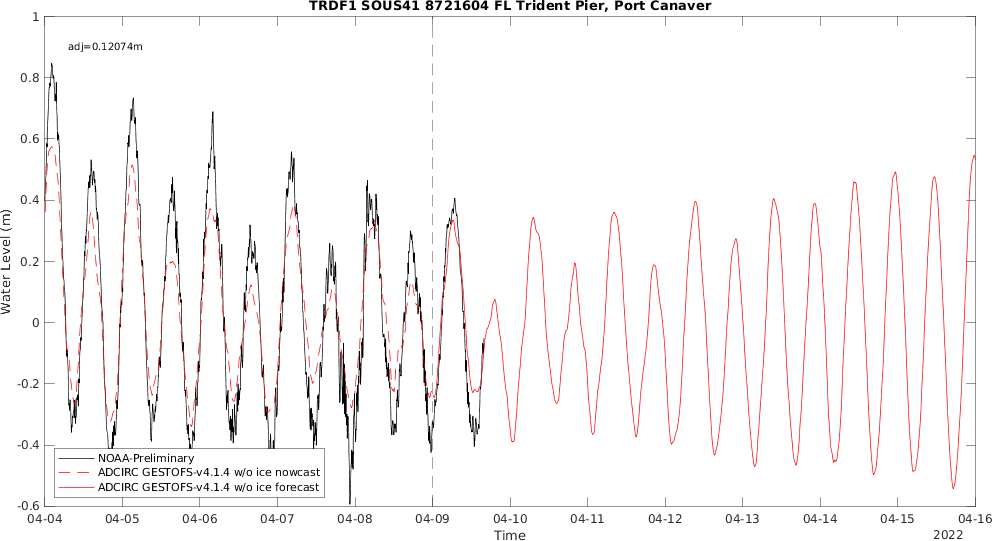 TRDF1 SOUS41 8721604 FL Trident Pier, Port Canaver
adj=0.12074m
1
0.8
0.6
0.4
0.2
0
-0.2
-0.4
-0.6
Water Level (m)
NOAA-Preliminary
ADCIRC GESTOFS-v4.1.4 w/o ice nowcast
ADCIRC GESTOFS-v4.1.4 w/o ice forecast
04-04 04-05 04-06 04-07 04-08 04-09 04-10 04-11 04-12 04-13 04-14 04-15 04-16
Time
2022